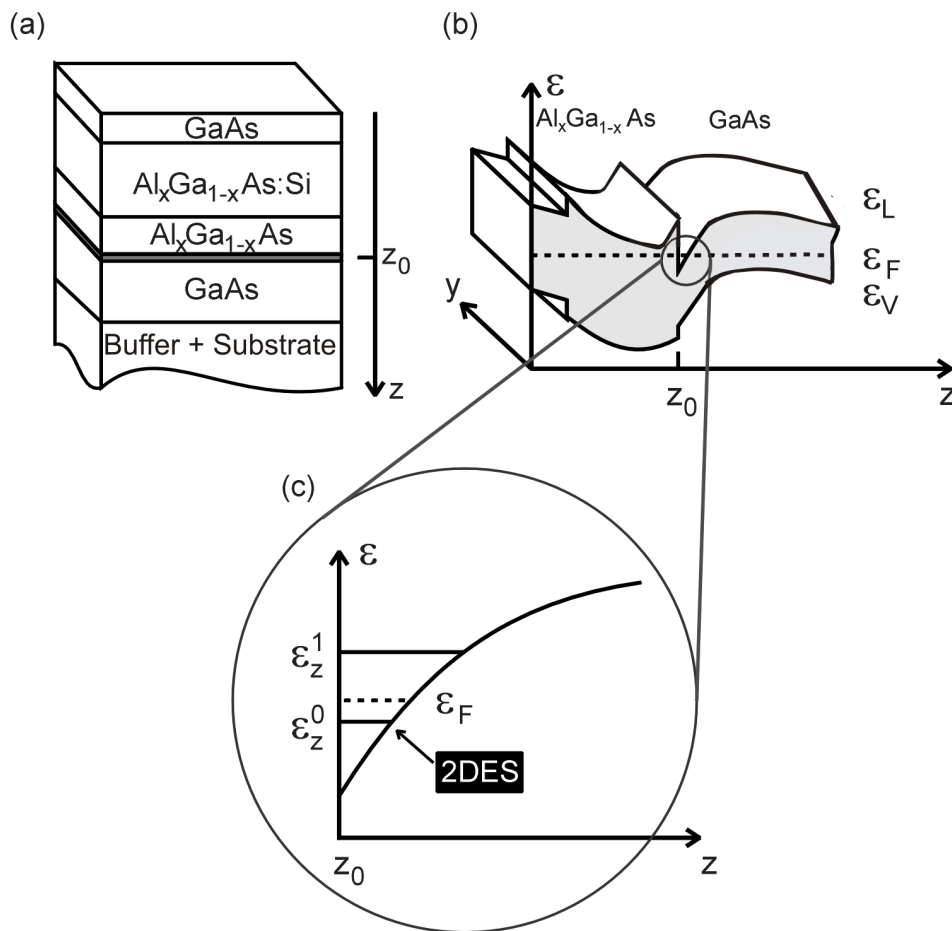 (a)
GaAs
AlxGa1-xAs:Si
AlxGa1-xAs
z0
GaAs
Buffer + Substrate
z
(b)
ε
AlxGa1-x As
GaAs
εL
εF
εV
y
z0
z
(c)
ε
εz1
εF
εz0
2DES
z0
z